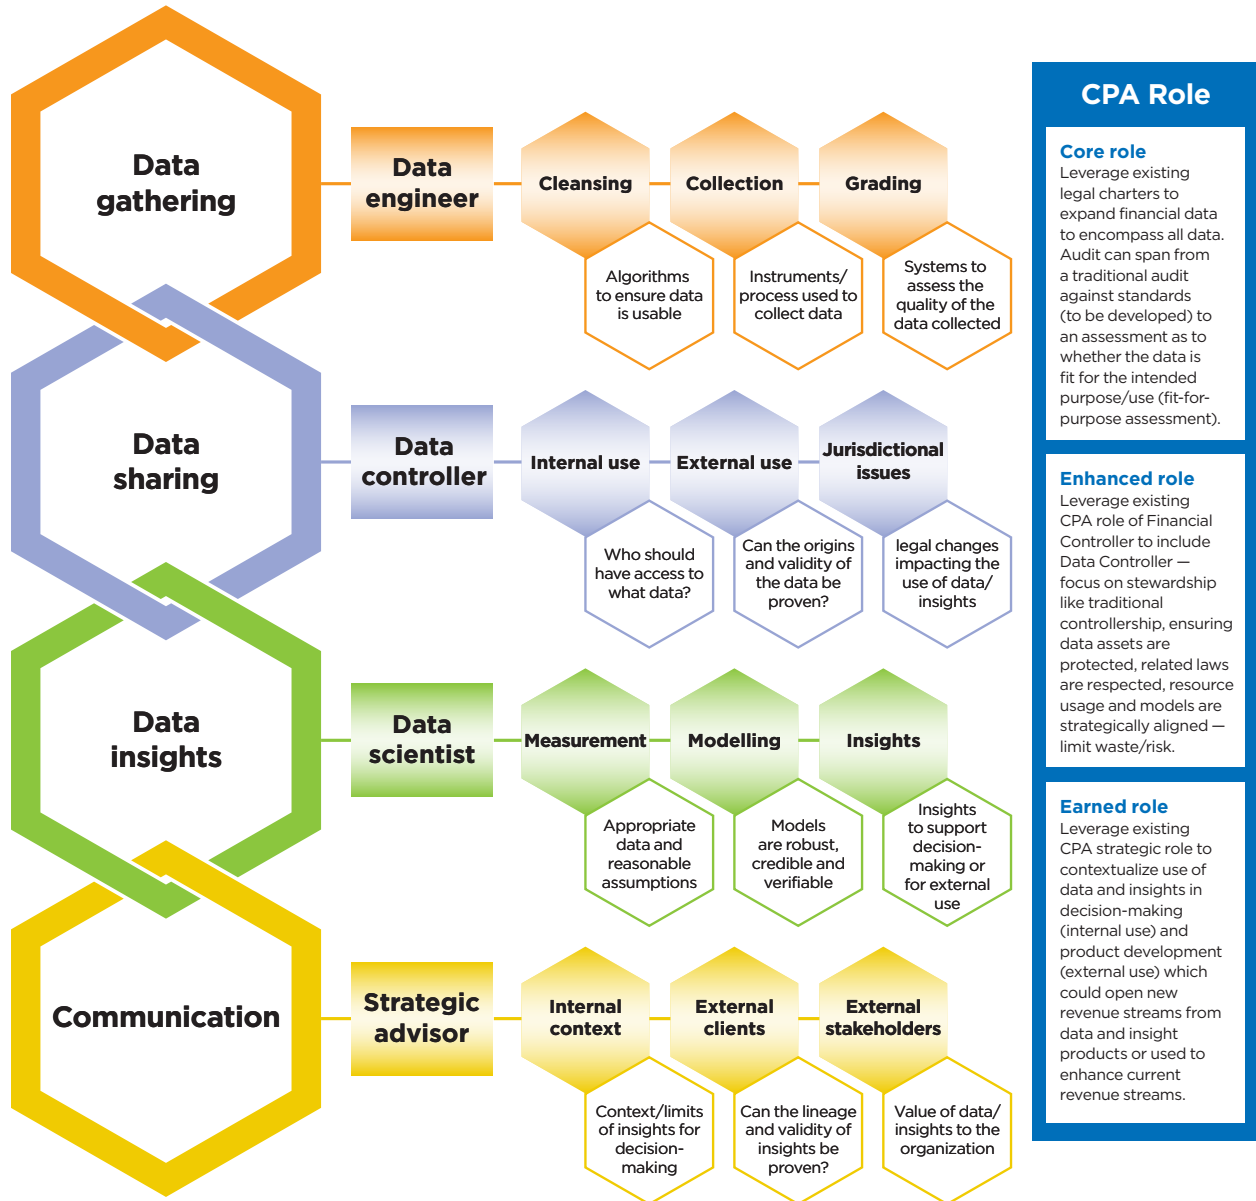 Data
gathering
Data
engineer
Cleansing
Collection
Grading
Algorithms
to ensure data
is usable
Instruments/
process used to
collect data
Systems to
assess the
quality of the
data collected
Data
sharing
Data
controller
Internal use
External use
Jurisdictional
issues
Who should
have access to
what data?
Can the origins
and validity of
the data be
proven?
legal changes
impacting the
use of data/
insights
Data
insights
Data
scientist
Measurement
Modelling
Insights
Appropriate
data and
reasonable
assumptions
Models
are robust,
credible and
verifiable
Insights
to support
decision-
making or
for external
use
Communication
Strategic
advisor
Internal
context
External
clients
External
stakeholders
Context/limits
of insights for
decision-
making
Can the lineage
and validity of
insights be
proven?
Value of data/
insights to the
organization
CPA Role
Core role
Leverage existing
legal charters to
expand financial data
to encompass all data.
Audit can span from
a traditional audit
against standards
(to be developed) to
an assessment as to
whether the data is
fit for the intended
purpose/use (fit-for-
purpose assessment).
Enhanced role
Leverage existing
CPA role of Financial
Controller to include
Data Controller —
focus on stewardship
like traditional
controllership, ensuring
data assets are
protected, related laws
are respected, resource
usage and models are
strategically aligned —
limit waste/risk.
Earned role
Leverage existing
CPA strategic role to
contextualize use of
data and insights in
decision-making
(internal use) and
product development
(external use) which
could open new
revenue streams from
data and insight
products or used to
enhance current
revenue streams.